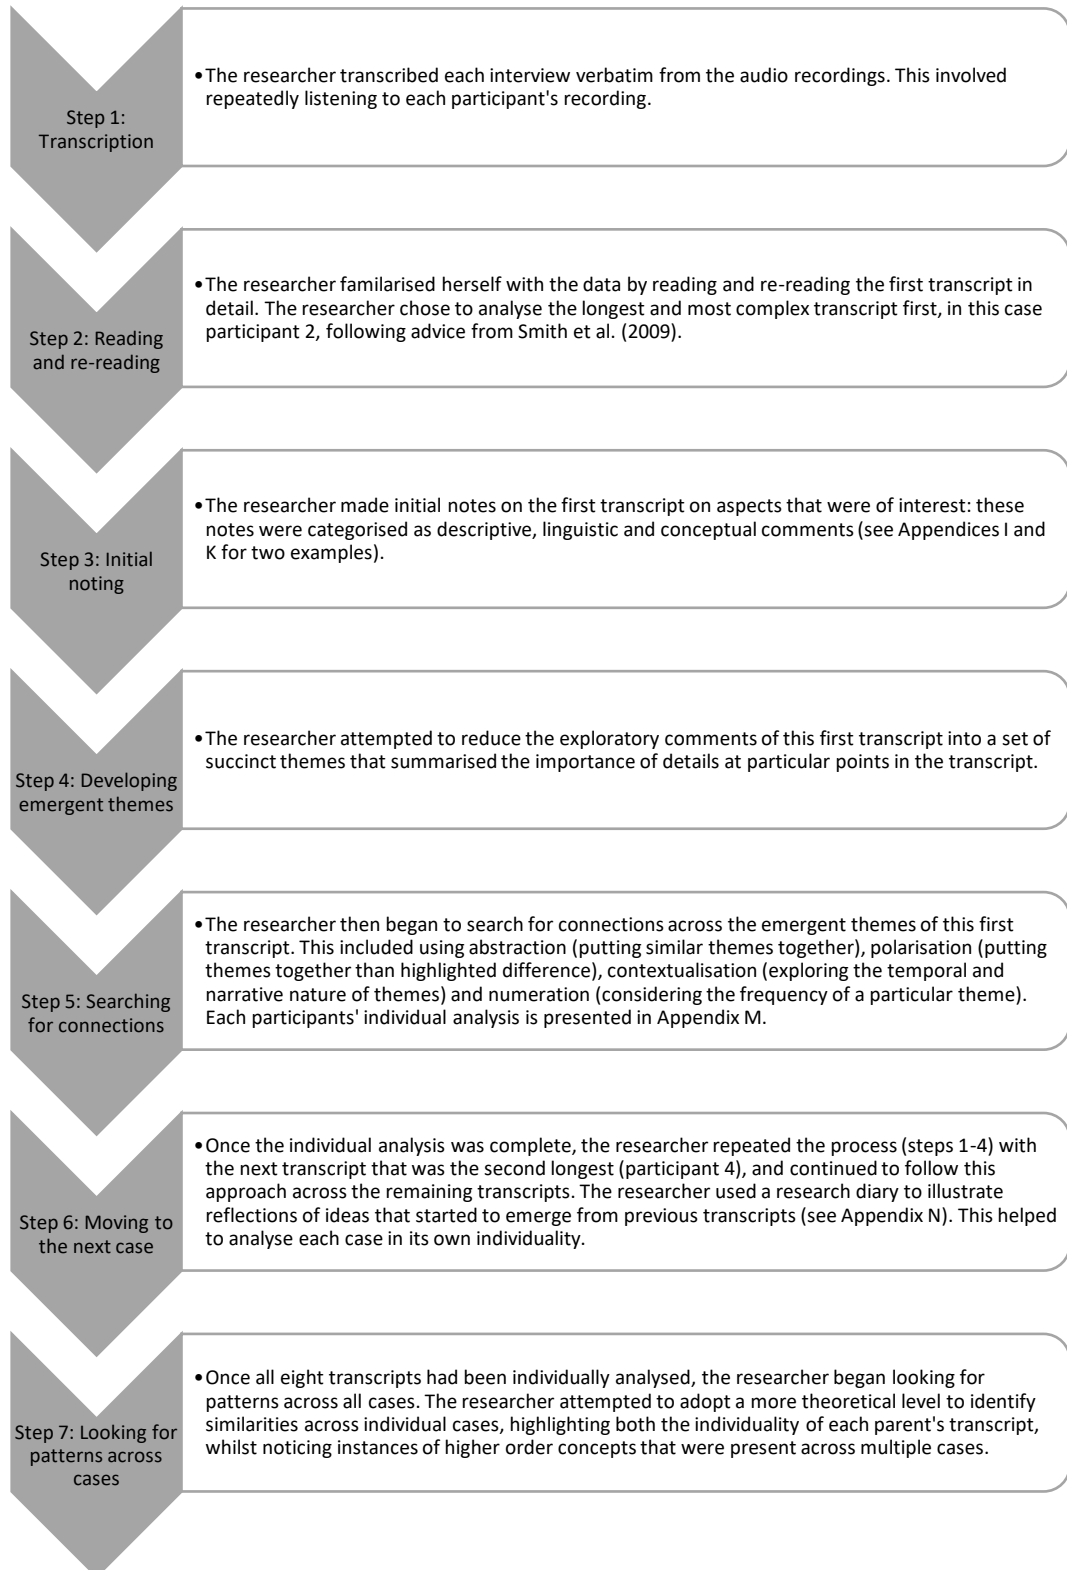 Step 1:
Transcription
•The researcher transcribed each interview verbatim from the audio recordings. This involved
repeatedly listening to each participant's recording.
Step 2: Reading
and re-reading
•The researcher familarised herself with the data by reading and re-reading the first transcript in
detail. The researcher chose to analyse the longest and most complex transcript first, in this case
participant 2, following advice from Smith et al. (2009).
Step 3: Initial
noting
•The researcher made initial notes on the first transcript on aspects that were of interest: these
notes were categorised as descriptive, linguistic and conceptual comments (see Appendices I and
K for two examples).
Step 4: Developing
emergent themes
•The researcher attempted to reduce the exploratory comments of this first transcript into a set of
succinct themes that summarised the importance of details at particular points in the transcript.
Step 5: Searching
for connections
•The researcher then began to search for connections across the emergent themes of this first
transcript. This included using abstraction (putting similar themes together), polarisation (putting
themes together than highlighted difference), contextualisation (exploring the temporal and
narrative nature of themes) and numeration (considering the frequency of a particular theme).
Each participants' individual analysis is presented in Appendix M.
Step 6: Moving to
the next case
•Once the individual analysis was complete, the researcher repeated the process (steps 1-4) with
the next transcript that was the second longest (participant 4), and continued to follow this
approach across the remaining transcripts. The researcher used a research diary to illustrate
reflections of ideas that started to emerge from previous transcripts (see Appendix N). This helped
to analyse each case in its own individuality.
Step 7: Looking for
patterns across
cases
•Once all eight transcripts had been individually analysed, the researcher began looking for
patterns across all cases. The researcher attempted to adopt a more theoretical level to identify
similarities across individual cases, highlighting both the individuality of each parent's transcript,
whilst noticing instances of higher order concepts that were present across multiple cases.